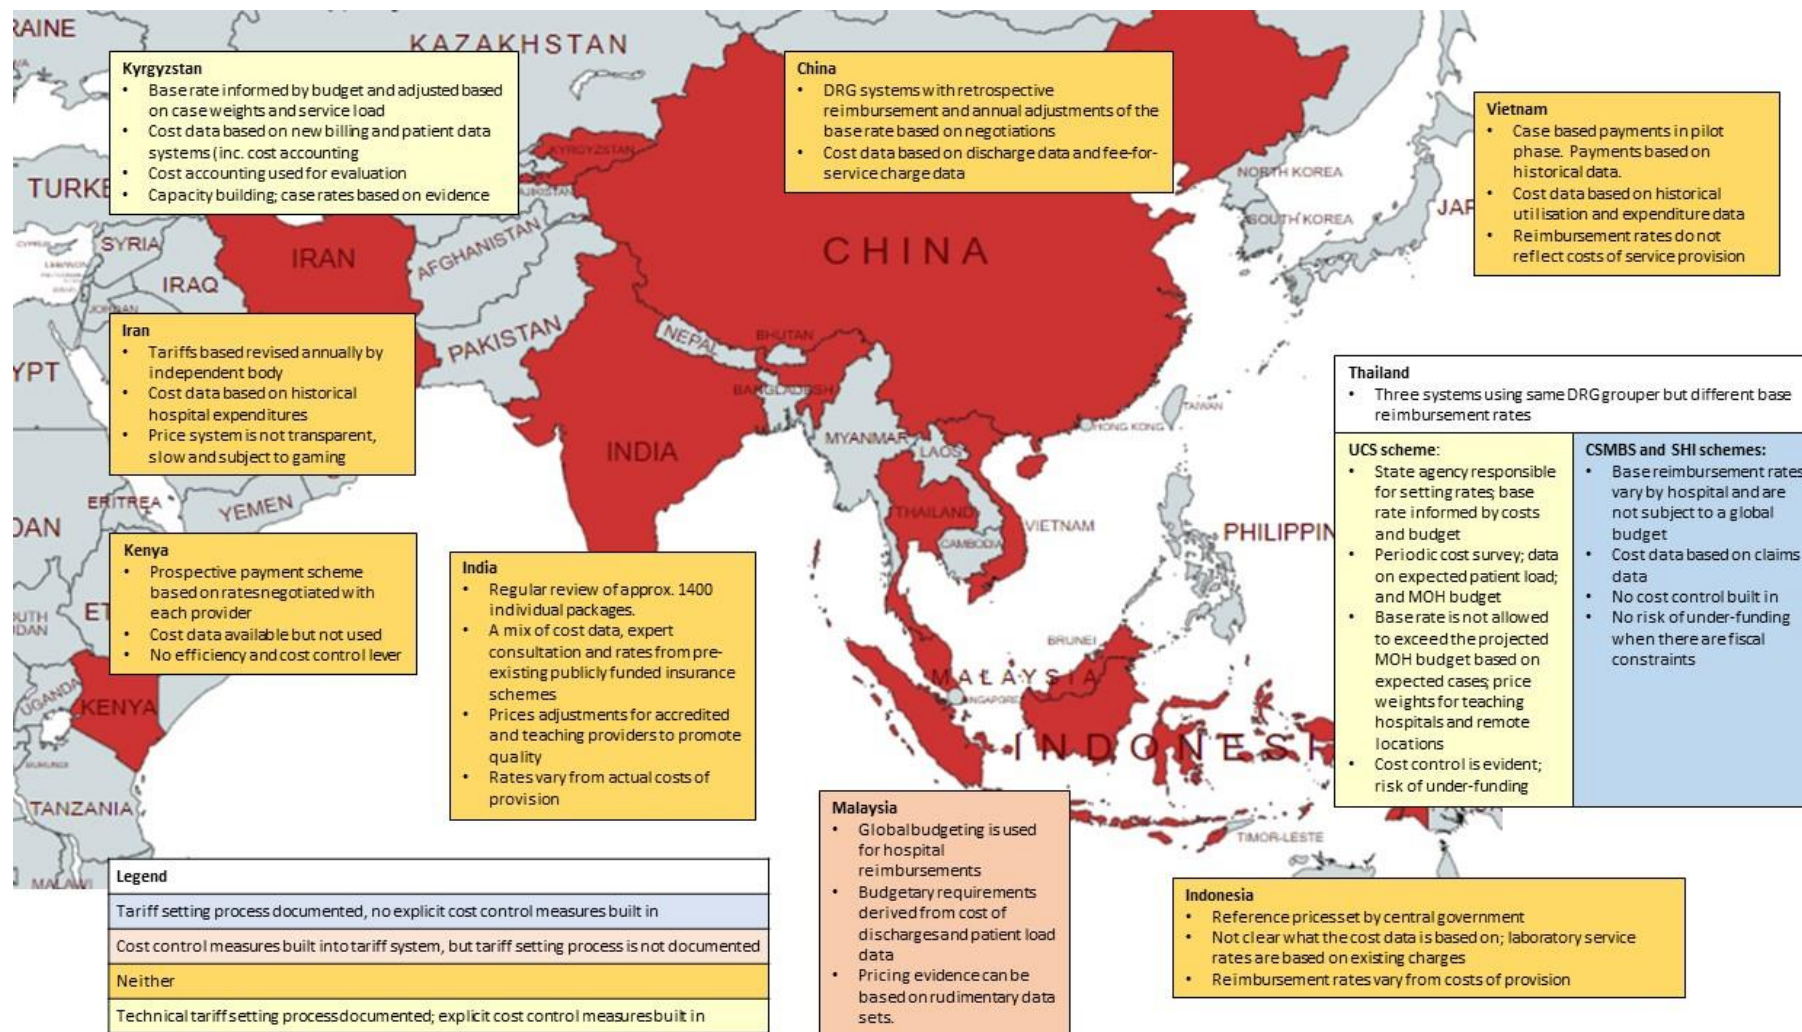 RAINE
KAZAKHSTAN
Kyrgyzstan
• Base rate informed by budget and adjusted based
on case weights and service load
• Cost data based on new billing and patient data
systems (inc. cost accounting
• Cost accounting used for evaluation
• Capacity building; case rates based on evidence
China
• DRG systems with retrospective
reimbursement and annual adjustments of the
base rate based on negotiations
• Cost data based on discharge data and fee-for-
service charge data
Vietnam
• Case based payments in pilot
phase. Payments based on
historical data.
• Cost data based on historical
utilisation and expenditure data
• Reimbursement rates do not
reflect costs of service provision
KYRGYZSTAN
AJIKISTAN
TURKE
NORTH KOREA
SOUTH KOREA
JAP
CYPRUS
SYRIA
LEBANON
IRAQ
IRAN
AFGHANISTAN
CHINA
JORDAN
YPT
PAKISTAN
NEPAL
BHUTAN
BANGLADESH
INDIA
MYANMAR
LAOS
HONG KONG
TAIWAN
Iran
• Tariffs based revised annually by
independent body
• Cost data based on historical
hospital expenditures
• Price system is not transparent,
slow and subject to gaming
Thailand
• Three systems using same DRG grouper but different base
reimbursement rates
UCS scheme:
• State agency responsible
for setting rates; base
rate informed by costs
and budget
• Periodic cost survey; data
on expected patient load;
and MOH budget
• Base rate is not allowed
to exceed the projected
MOH budget based on
expected cases; price
weights for teaching
hospitals and remote
locations
• Cost control is evident;
risk of under-funding
CSMBS and SHI schemes:
• Base reimbursement rates
vary by hospital and are
not subject to a global
budget
• Cost data based on claims
data
• No cost control built in
• No risk of under-funding
when there are fiscal
constraints
ERITREA
YEMEN
DAN
THAILAND
VIETNAM
CAMBODIA
PHILIPPIN
Kenya
• Prospective payment scheme
based on rates negotiated with
each provider
• Cost data available but not used
• No efficiency and cost control lever
India
• Regular review of approx. 1400
individual packages.
• A mix of cost data, expert
consultation and rates from pre-
existing publicly funded insurance
schemes
• Prices adjustments for accredited
and teaching providers to promote
quality
• Rates vary from actual costs of
provision
ET
OUTH
UDAN
UGANDA
KENYA
BURUNDI
TANZANIA
MALAWI
BRUNEI
MALAYSIA
INGAPORE
INDONESI
TIMOR-LESTE
Malaysia
• Global budgeting is used
for hospital
reimbursements
• Budgetary requirements
derived from cost of
discharges and patient load
data
• Pricing evidence can be
based on rudimentary data
sets.
Indonesia
• Reference prices set by central government
• Not clear what the cost data is based on; laboratory service
rates are based on existing charges
• Reimbursement rates vary from costs of provision
Legend
Tariff setting process documented, no explicit cost control measures built in
Cost control measures built into tariff system, but tariff setting process is not documented
Neither
Technical tariff setting process documented; explicit cost control measures built in